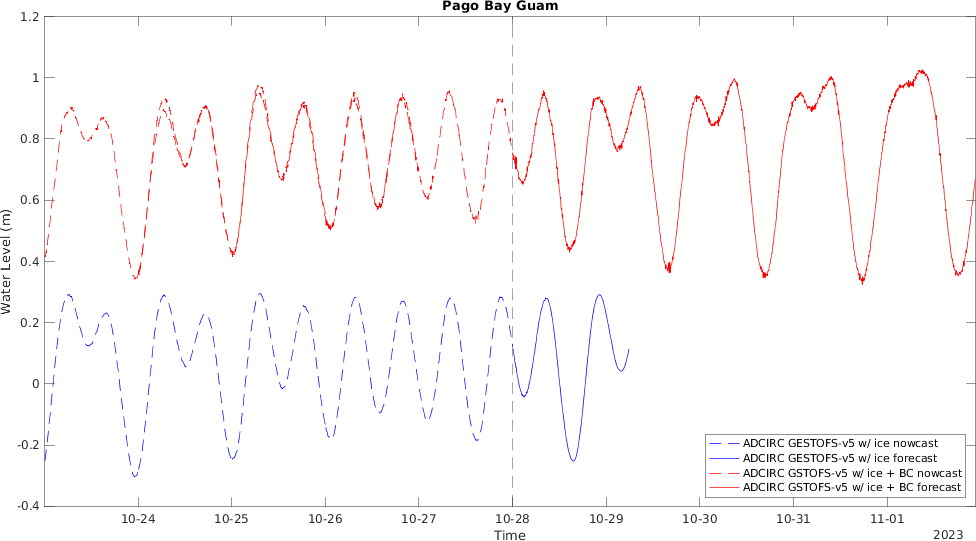 Pago Bay Guam
1.2
1
0.8
0.6
0.4
0.2
0
-0.2
-0.4
Water Level (m)
ADCIRC GESTOFS-v5 w/ ice nowcast
ADCIRC GESTOFS-v5 w/ ice forecast
ADCIRC GSTOFS-v5 w/ ice + BC nowcast
ADCIRC GSTOFS-v5 w/ ice + BC forecast
10-24 10-25 10-26 10-27 10-28 10-29 10-30 10-31 11-01
Time
2023